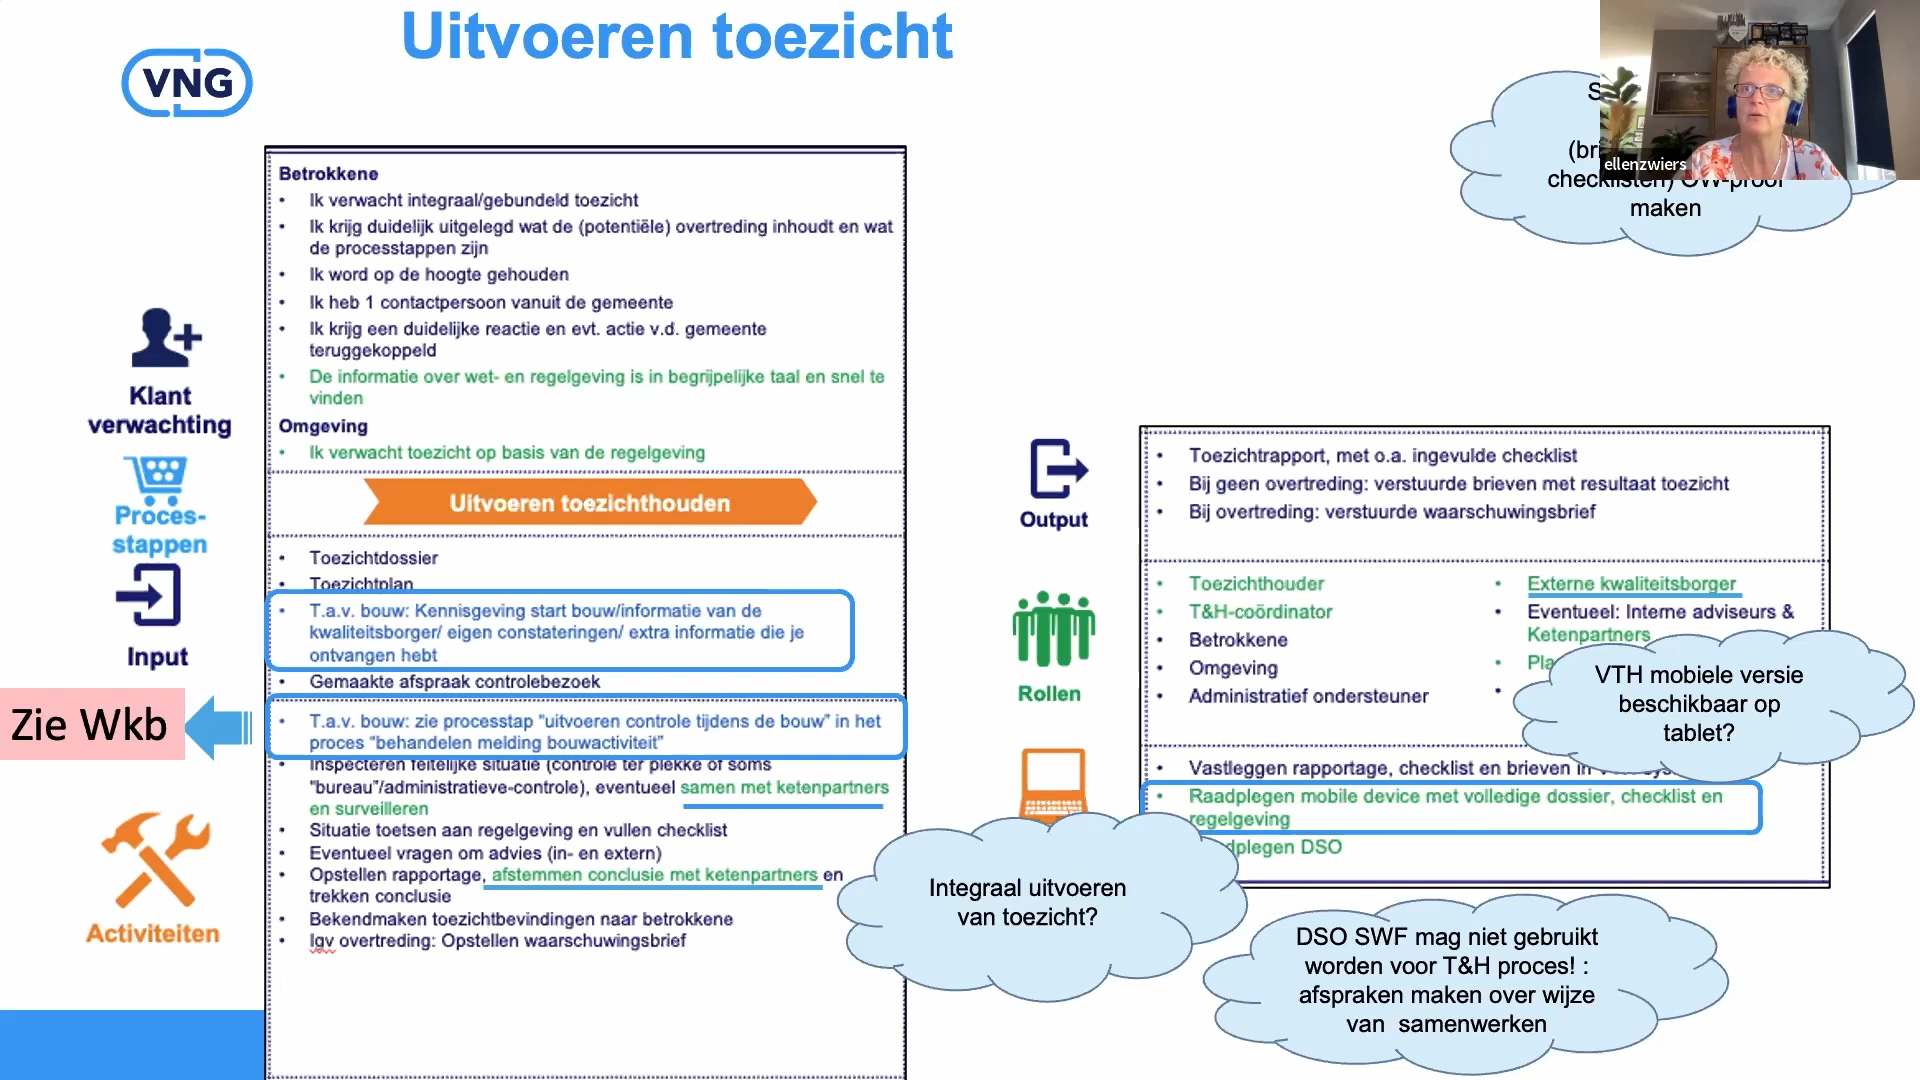 Uitvoeren toezicht
VNG
Betrokkene
• Ik verwacht integraal/gebundeld toezicht
• Ik krijg duidelijk uitgelegd wat de (potentiële) overtreding inhoudt en wat
de processtappen zijn
• Ik word op de hoogte gehouden
• Ik heb 1 contactpersoon vanuit de gemeente
• Ik krijg een duidelijke reactie en evt. actie v.d. gemeente
teruggekoppeld
• De informatie over wet- en regelgeving is in begrijpelijke taal en snel te
vinden
Omgeving
• Ik verwacht toezicht op basis van de regelgeving
Klant
verwachting
Proces-
stappen
Uitvoeren toezichthouden
Input
• Toezichtdossier
• Toezichtplan
• T.a.v. bouw: Kennisgeving start bouw/informatie van de
kwaliteitsborger/ eigen constateringen/ extra informatie die je
ontvangen hebt
• Gemaakte afspraak controlebezoek
Zie Wkb
• T.a.v. bouw: zie processtap “uitvoeren controle tijdens de bouw” in het
proces “behandelen melding bouwactiviteit”
• Inspecteren feitelijke situatie (controle ter plekke of soms
“bureau”/administratieve-controle), eventueel samen met ketenpartners
en surveilleren
• Situatie toetsen aan regelgeving en vullen checklist
• Eventueel vragen om advies (in- en extern)
• Opstellen rapportage, afstemmen conclusie met ketenpartners en
trekken conclusie
• Bekendmaken toezichtbevindingen naar betrokkene
• Igv overtreding: Opstellen waarschuwingsbrief
Activiteiten
Output
• Toezichtrapport, met o.a. ingevulde checklist
• Bij geen overtreding: verstuurde brieven met resultaat toezicht
• Bij overtreding: verstuurde waarschuwingsbrief
Rollen
• Toezichthouder
• T&H-coördinator
• Betrokkene
• Omgeving
• Administratief ondersteuner
• Externe kwaliteitsborger
• Eventueel: Interne adviseurs &
Ketenpartners
• Vastleggen rapportage, checklist en brieven in
• Raadplegen mobile device met volledige dossier, checklist en
regelgeving
DSO
checklisten) OW-proof
maken
ellenzwiers
VTH mobiele versie
beschikbaar op
tablet?
Integraal uitvoeren
van toezicht?
DSO SWF mag niet gebruikt
worden voor T&H proces! :
afspraken maken over wijze
van samenwerken